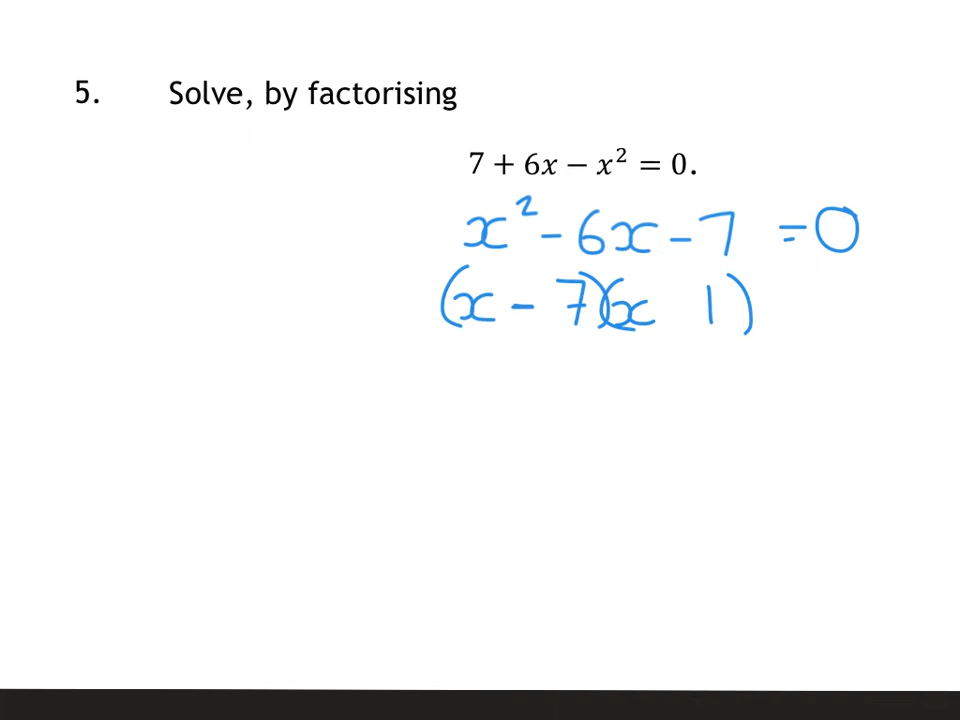 5. Solve, by factorising
7 + 6x − x² = 0.
x² - 6x - 7 = 0
(x - 7)(x 1)